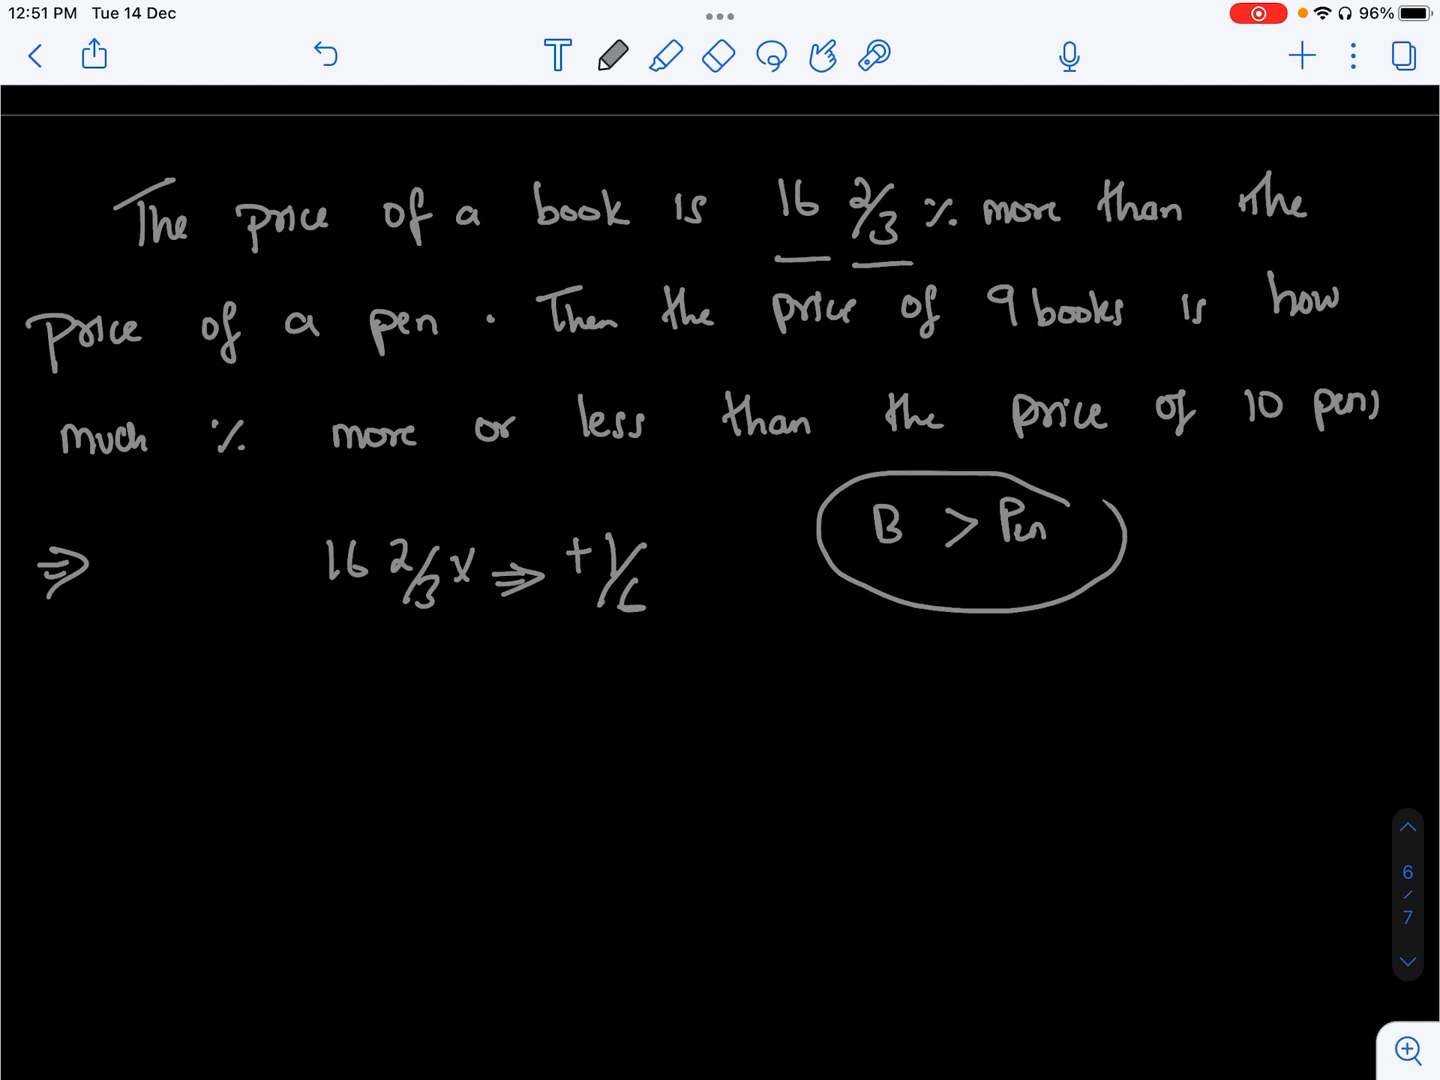 12:51 PM Tue 14 Dec
96%
T
The price of a book is 16 2/3 % more than the
price of a pen . Then the price of 9 books is how
much % more or less than the price of 10 pens
B > Pen
⇒ 16 2/3 % ⇒ + 1/6
6
/
7